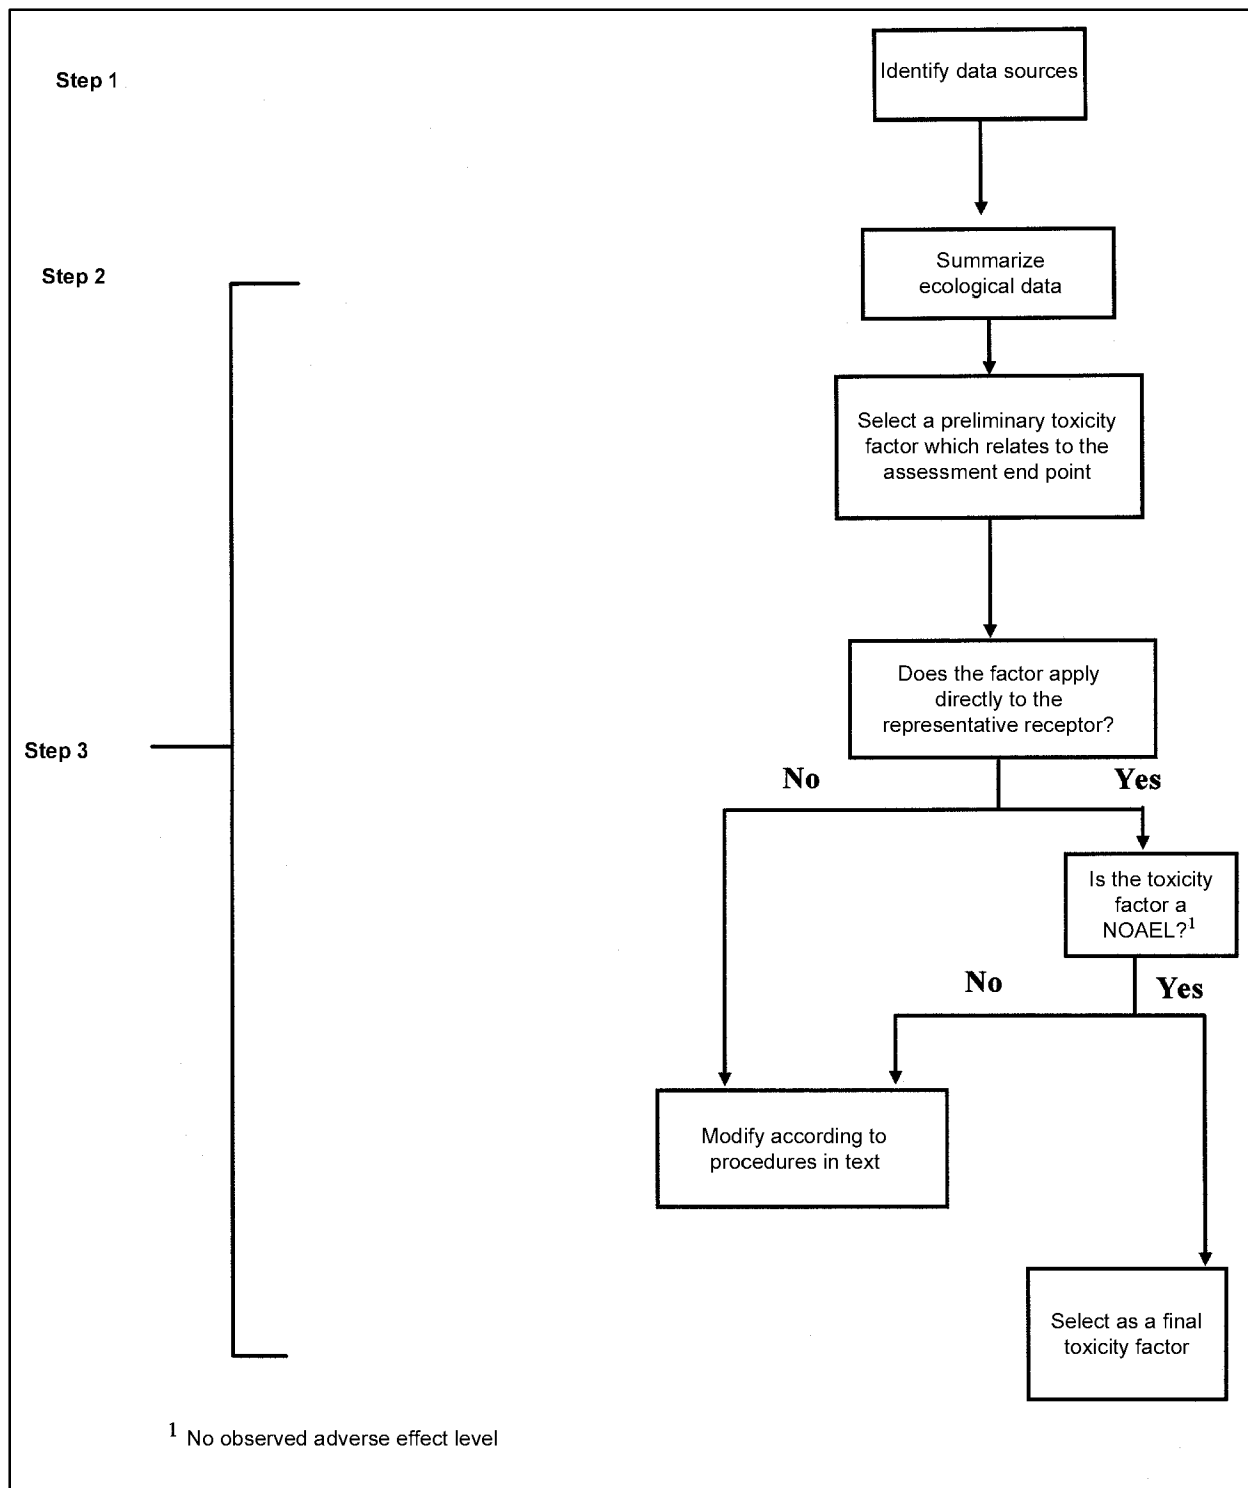 Step 1
Identify data sources
Step 2
Summarize
ecological data
Select a preliminary toxicity
factor which relates to the
assessment end point
Does the factor apply
directly to the
representative receptor?
Step 3
No
Yes
Is the toxicity
factor a
NOAEL?1
No
Yes
Modify according to
procedures in text
Select as a final
toxicity factor
1 No observed adverse effect level